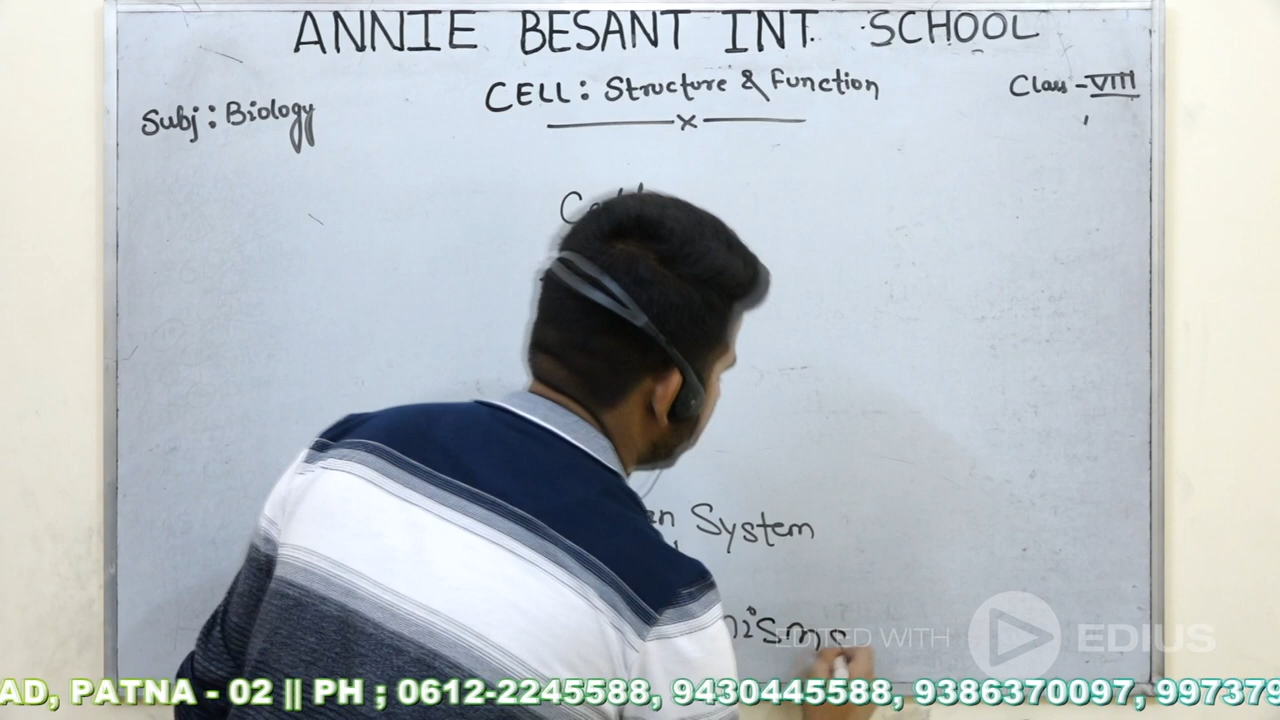 ANNIE BESANT INT. SCHOOL
CELL: Structure & Function
Class - VIII
Subj: Biology
System
EDITED WITH EDIUS
AD, PATNA - 02 || PH ; 0612-2245588, 9430445588, 9386370097, 997379